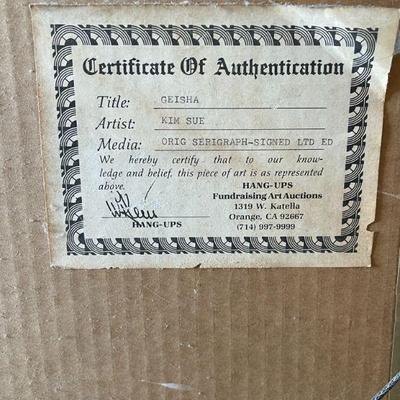 Certificate Of Authentication
Title: GEISHA
Artist: KIM SUE
Media: ORIG SERIGRAPH-SIGNED LTD ED
We hereby certify that to our know-
ledge and belief, this piece of art is as represented
above.
HANG-UPS
Fundraising Art Auctions
1319 W. Katella
Orange, CA 92667
(714) 997-9999
HANG-UPS